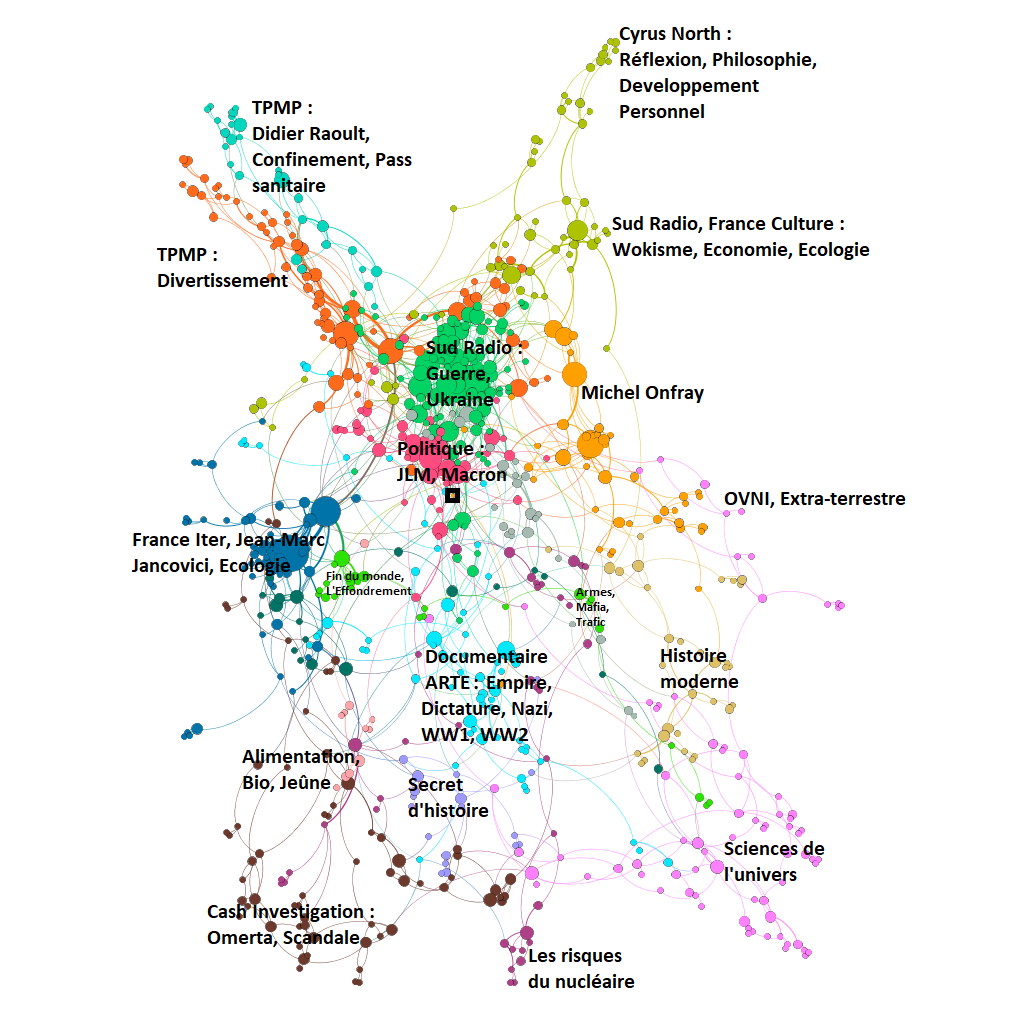 Cyrus North :
Réflexion, Philosophie,
Developpement
Personnel
TPMP :
Didier Raoult,
Confinement, Pass
sanitaire
Sud Radio, France Culture :
Wokisme, Economie, Ecologie
TPMP :
Divertissement
Sud Radio :
Guerre,
Ukraine
Michel Onfray
Politique :
JLM, Macron
OVNI, Extra-terrestre
France Iter, Jean-Marc
Jancovici, Ecologie
Fin du monde,
L'Effondrement
Armes,
Mafia,
Trafic
Documentaire
ARTE : Empire,
Dictature, Nazi,
WW1, WW2
Histoire
moderne
Alimentation,
Bio, Jeûne
Secret
d'histoire
Sciences de
l'univers
Cash Investigation :
Omerta, Scandale
Les risques
du nucléaire